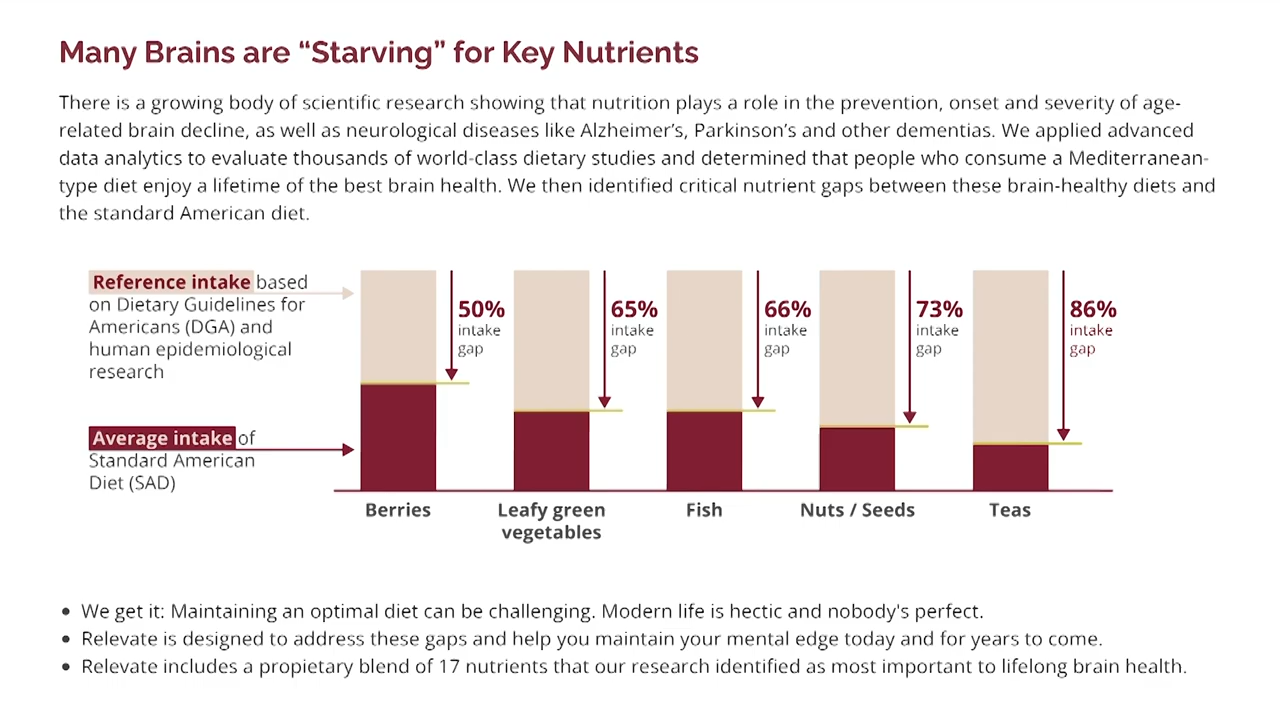 Many Brains are “Starving” for Key Nutrients
There is a growing body of scientific research showing that nutrition plays a role in the prevention, onset and severity of age-
related brain decline, as well as neurological diseases like Alzheimer’s, Parkinson’s and other dementias. We applied advanced
data analytics to evaluate thousands of world-class dietary studies and determined that people who consume a Mediterranean-
type diet enjoy a lifetime of the best brain health. We then identified critical nutrient gaps between these brain-healthy diets and
the standard American diet.
Reference intake based
on Dietary Guidelines for
Americans (DGA) and
human epidemiological
research
Average intake of
Standard American
Diet (SAD)
50%
intake
gap
65%
intake
gap
66%
intake
gap
73%
intake
gap
86%
intake
gap
Berries
Leafy green
vegetables
Fish
Nuts / Seeds
Teas
• We get it: Maintaining an optimal diet can be challenging. Modern life is hectic and nobody's perfect.
• Relevate is designed to address these gaps and help you maintain your mental edge today and for years to come.
• Relevate includes a propietary blend of 17 nutrients that our research identified as most important to lifelong brain health.